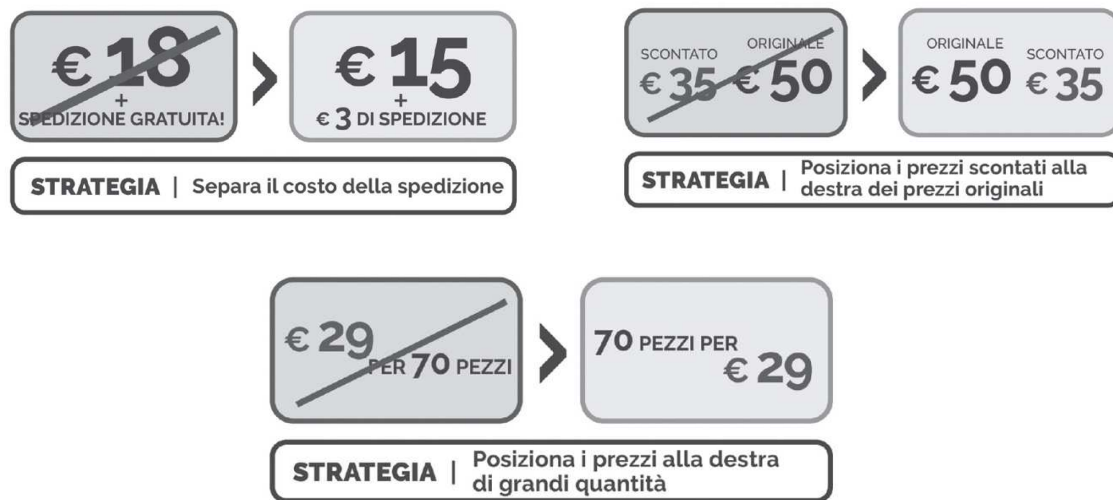 € 18
+
SPEDIZIONE GRATUITA!
€ 15
+
€ 3 DI SPEDIZIONE
STRATEGIA | Separa il costo della spedizione
SCONTATO
€ 35
ORIGINALE
€ 50
ORIGINALE
€ 50
SCONTATO
€ 35
STRATEGIA | Posiziona i prezzi scontati alla
destra dei prezzi originali
€ 29
PER 70 PEZZI
70 PEZZI PER
€ 29
STRATEGIA | Posiziona i prezzi alla destra
di grandi quantità